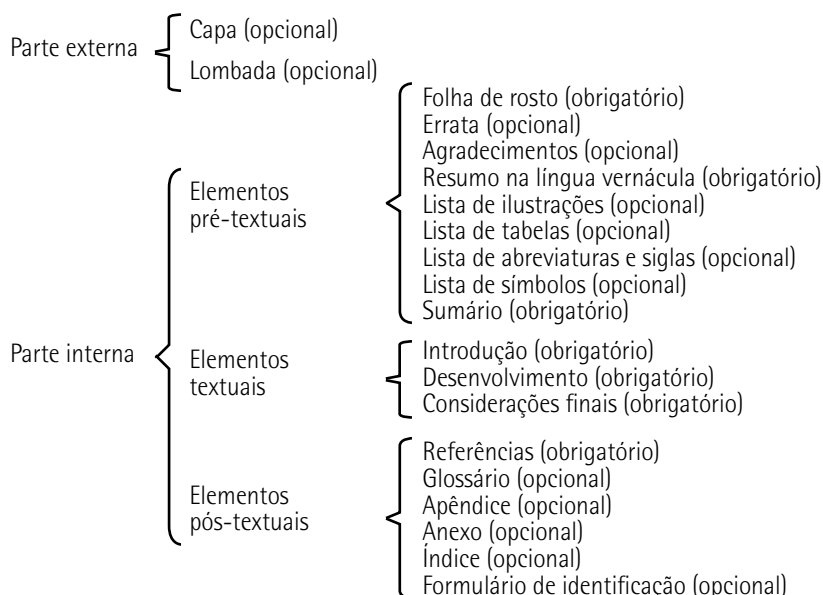 Parte externa
Capa (opcional)
Lombada (opcional)
Parte interna
Elementos
pré-textuais
Folha de rosto (obrigatório)
Errata (opcional)
Agradecimentos (opcional)
Resumo na língua vernácula (obrigatório)
Lista de ilustrações (opcional)
Lista de tabelas (opcional)
Lista de abreviaturas e siglas (opcional)
Lista de símbolos (opcional)
Sumário (obrigatório)
Elementos
textuais
Introdução (obrigatório)
Desenvolvimento (obrigatório)
Considerações finais (obrigatório)
Elementos
pós-textuais
Referências (obrigatório)
Glossário (opcional)
Apêndice (opcional)
Anexo (opcional)
Índice (opcional)
Formulário de identificação (opcional)